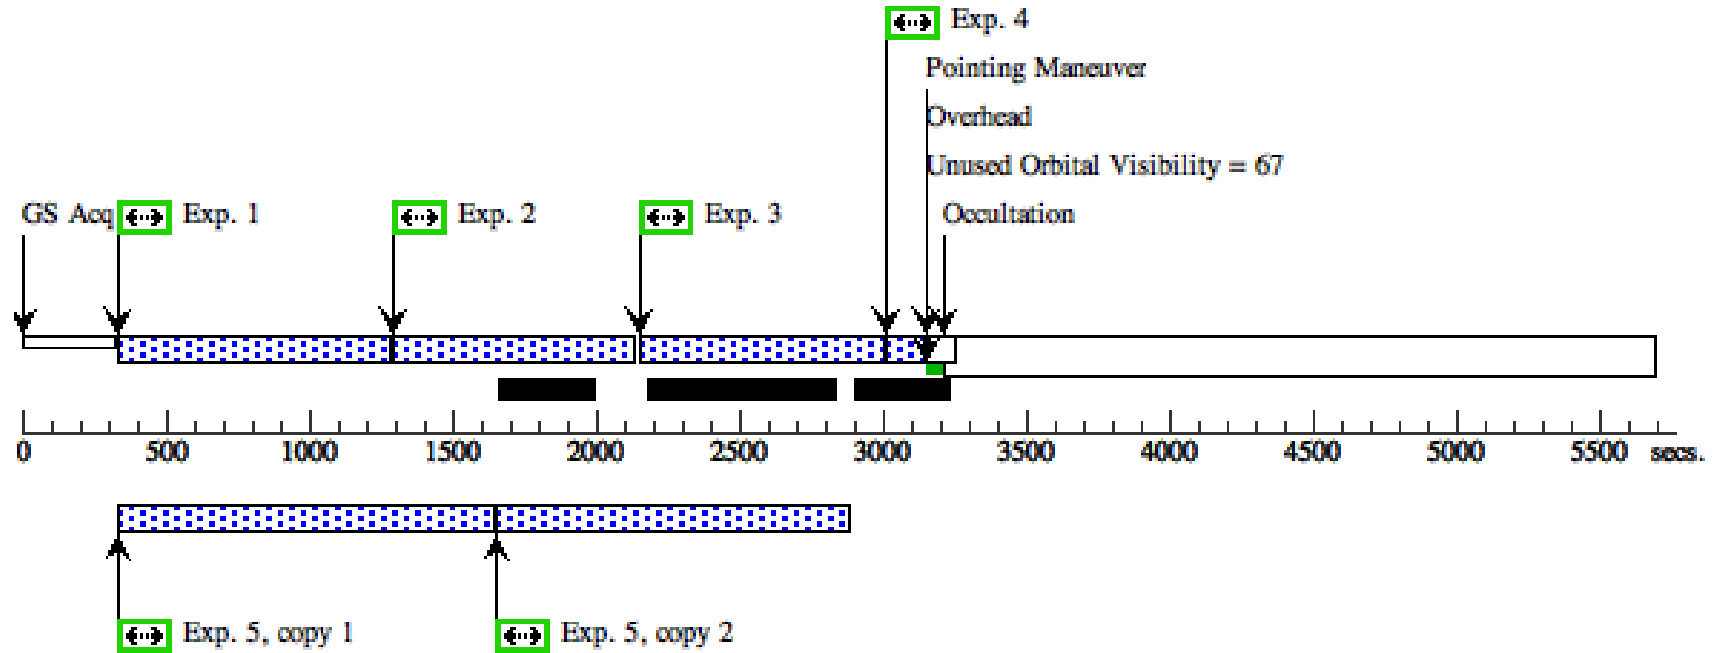 Exp. 4
Pointing Maneuver
Overhead
Unused Orbital Visibility = 67
GS Acq Exp. 1 Exp. 2 Exp. 3 Occultation
0 500 1000 1500 2000 2500 3000 3500 4000 4500 5000 5500 secs.
Exp. 5, copy 1 Exp. 5, copy 2